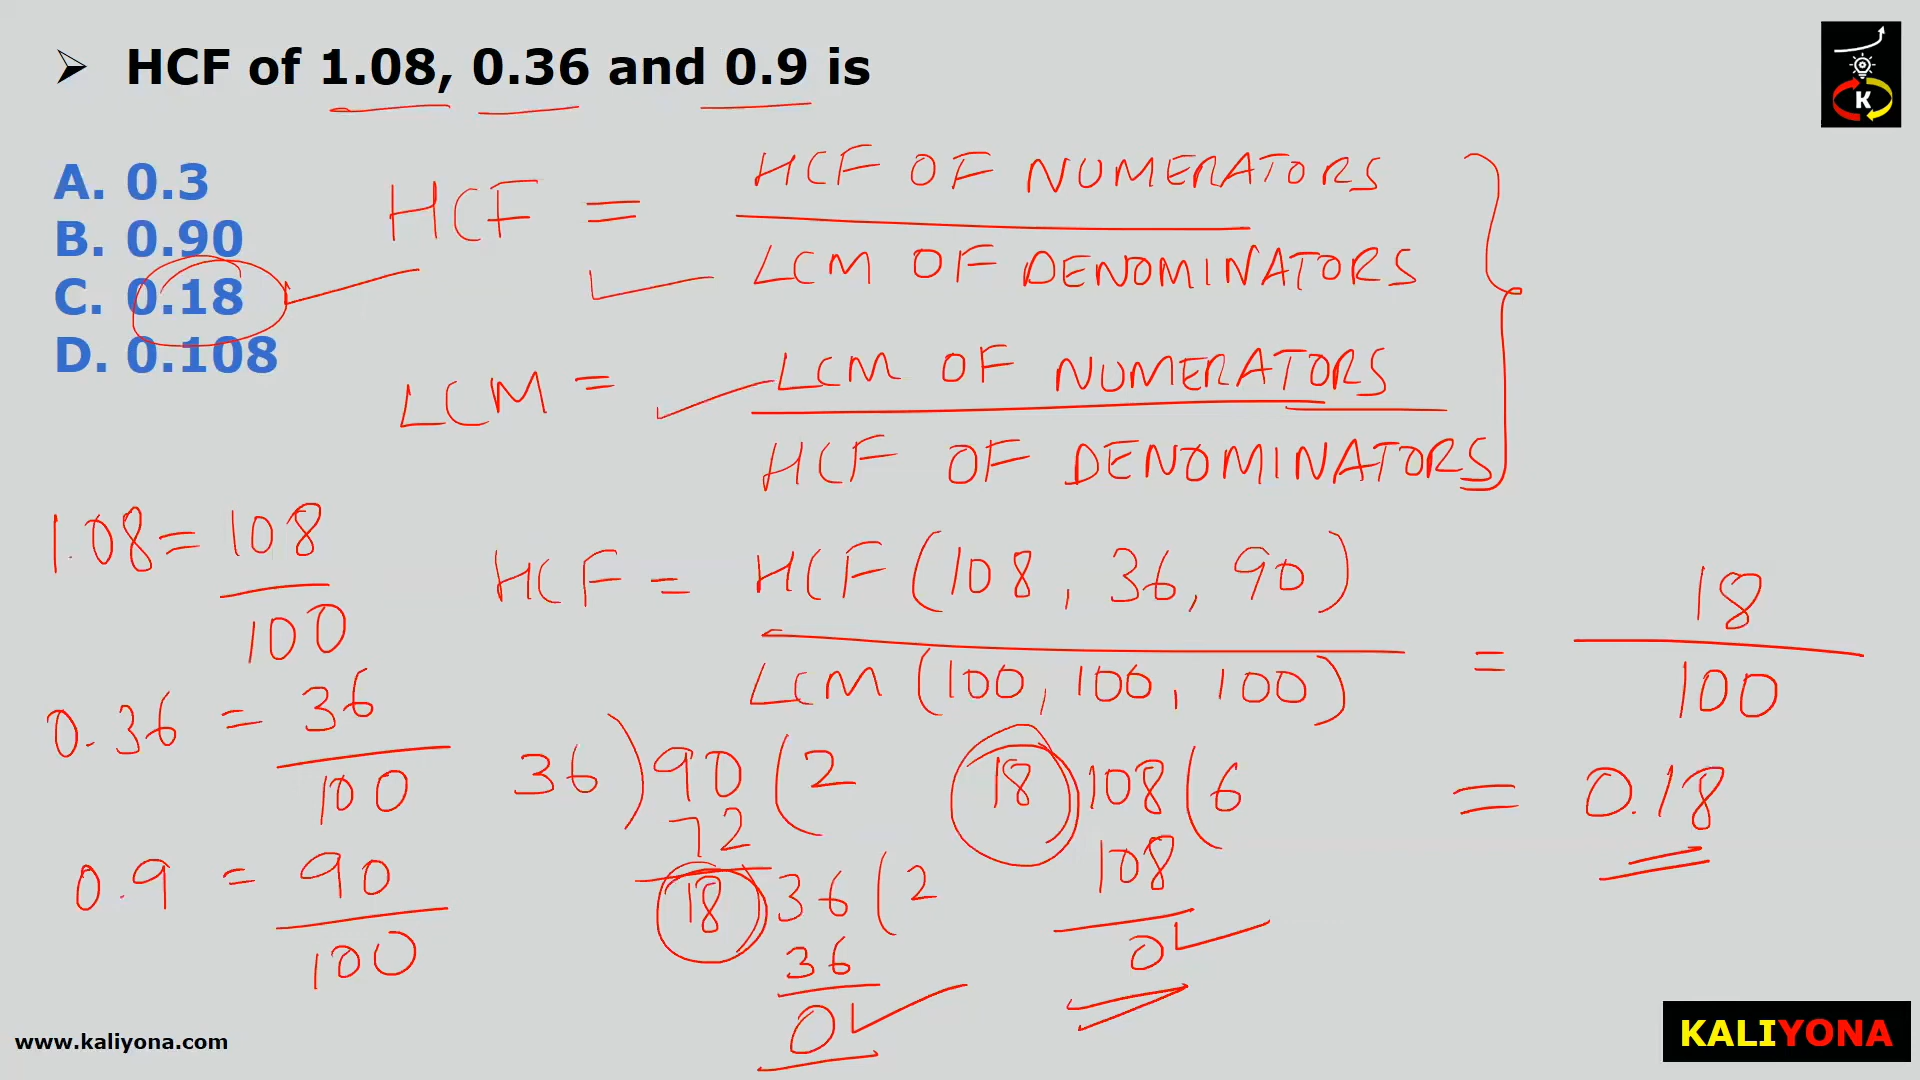 ➢ HCF of 1.08, 0.36 and 0.9 is
K
A. 0.3
B. 0.90
C. 0.18
D. 0.108
HCF = HCF OF NUMERATORS
LCM OF DENOMINATORS
LCM = LCM OF NUMERATORS
HCF OF DENOMINATORS
1.08 = 108
100
0.36 = 36
100
0.9 = 90
100
HCF = HCF (108, 36, 90)
LCM (100, 100, 100)
= 18
100
= 0.18
36) 90 (2
72
18 36 (2
36
0
18 108 (6
108
0
www.kaliyona.com
KALIYONA